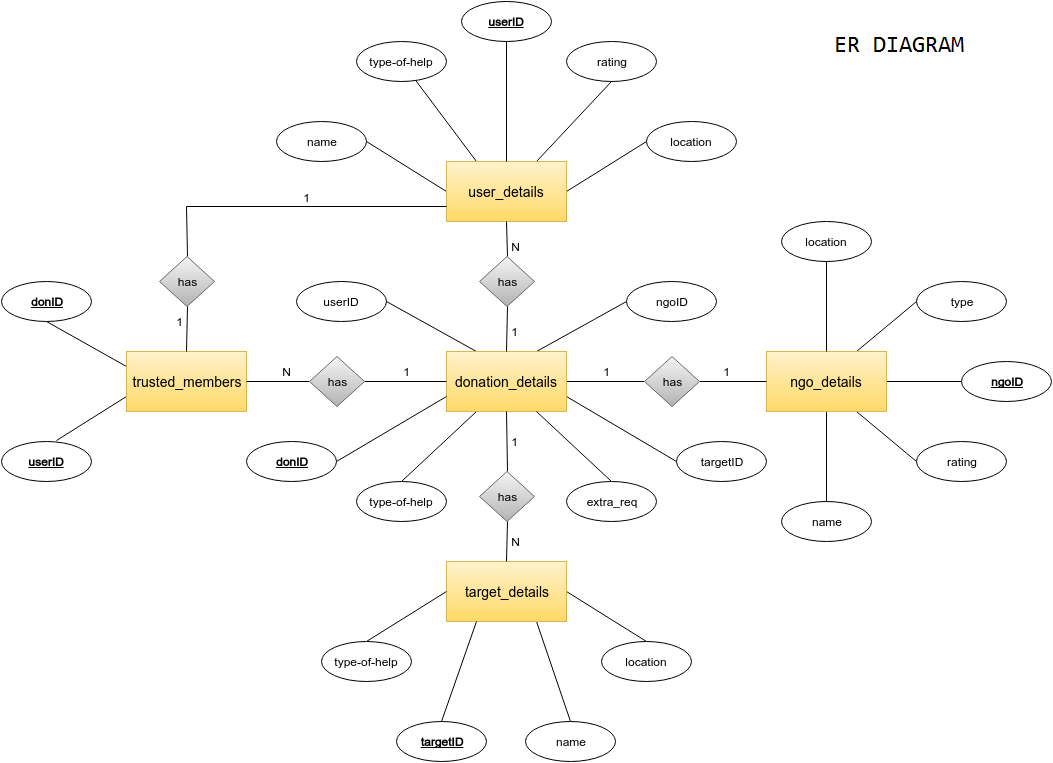 userID
ER DIAGRAM
type-of-help
rating
name
location
user_details
1
N
location
has
has
donID
userID
ngoID
type
1
1
trusted_members
N
has
1
donation_details
1
has
1
ngo_details
ngoID
1
userID
donID
targetID
rating
type-of-help
extra_req
has
name
N
target_details
type-of-help
location
targetID
name